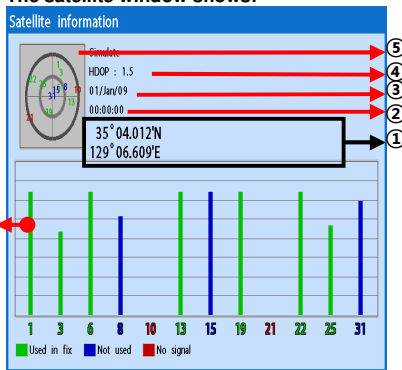 The satellite window shows:
Satellite information
Simulate
HDOP : 1.5
01/Jan/09
00:00:00
35°04.012'N
129°06.609'E
⑤
④
③
②
①
1 3 6 8 10 13 15 19 21 22 25 31
Used in fix Not used No signal